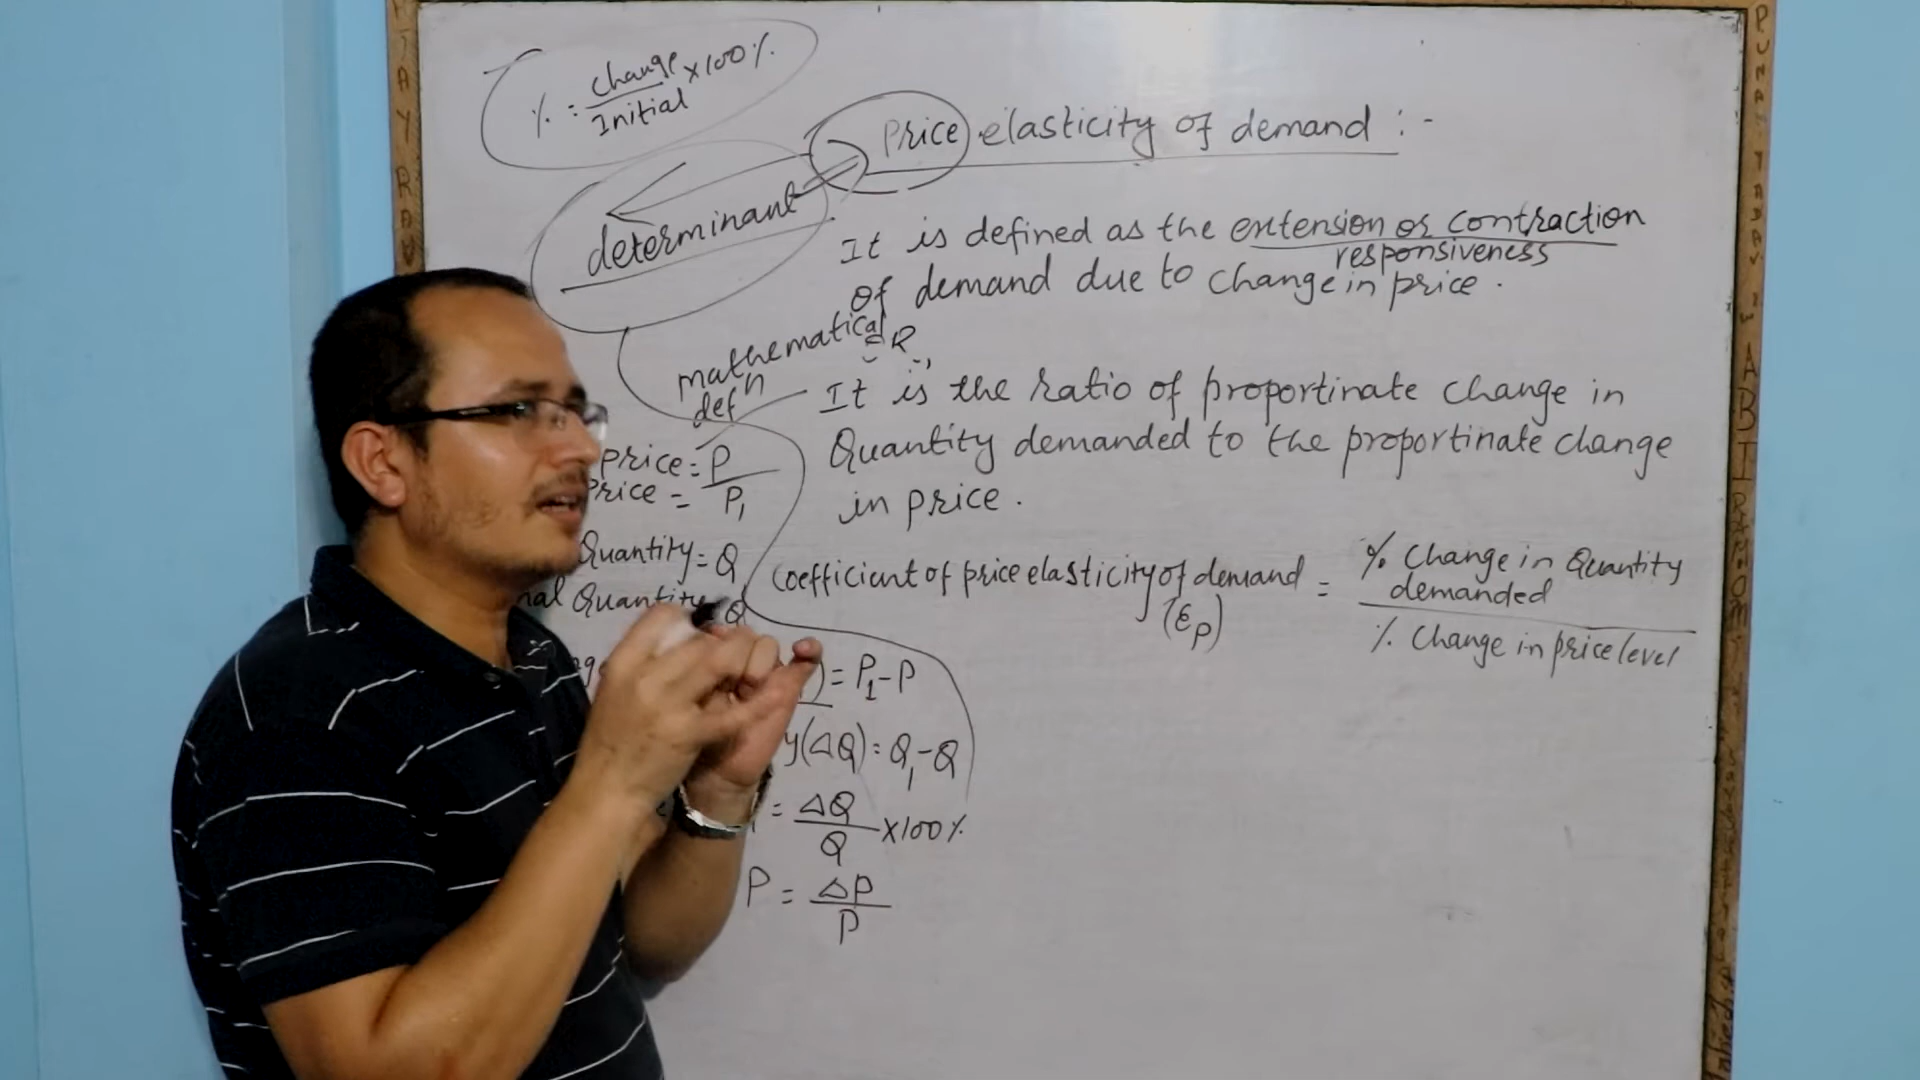 % = change/Initial ×100%
Price elasticity of demand :-
determinant
It is defined as the extension or contraction
responsiveness
of demand due to change in price.
mathematical
defⁿ
OR
It is the ratio of proportinate change in
Quantity demanded to the proportinate change
in price.
price = P
Price = P₁
Quantity = Q
nal Quantity = Q
Coefficient of price elasticity of demand = % Change in Quantity demanded / % Change in price level
(Ep)
) = P₁-P
y(ΔQ) = Q₁-Q
= ΔQ/Q ×100%
P = ΔP/P